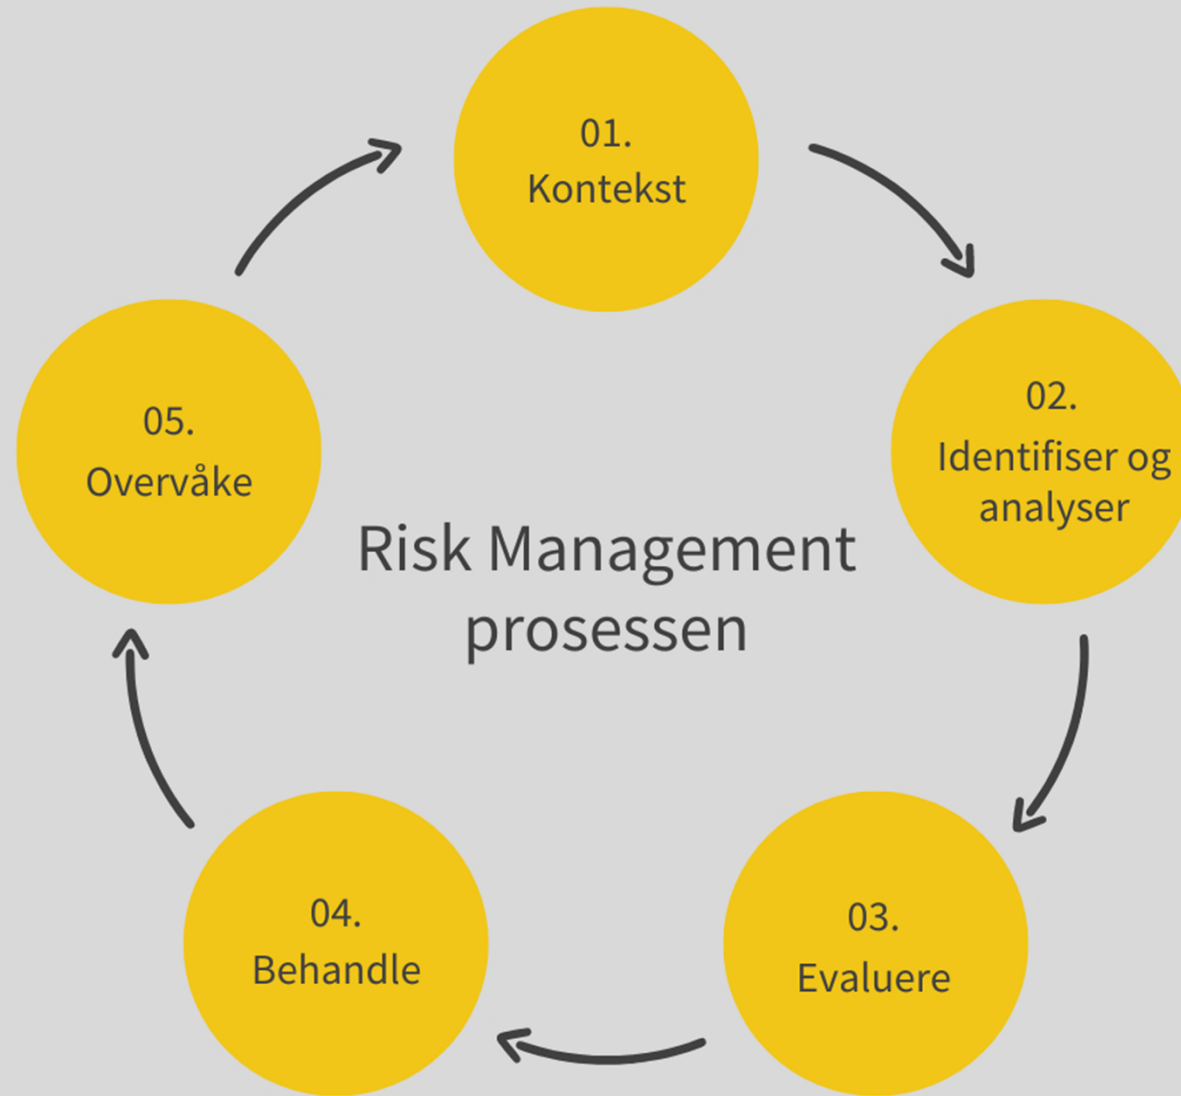 01.
Kontekst
02.
Identifiser og
analyser
03.
Evaluere
04.
Behandle
05.
Overvåke
Risk Management
prosessen